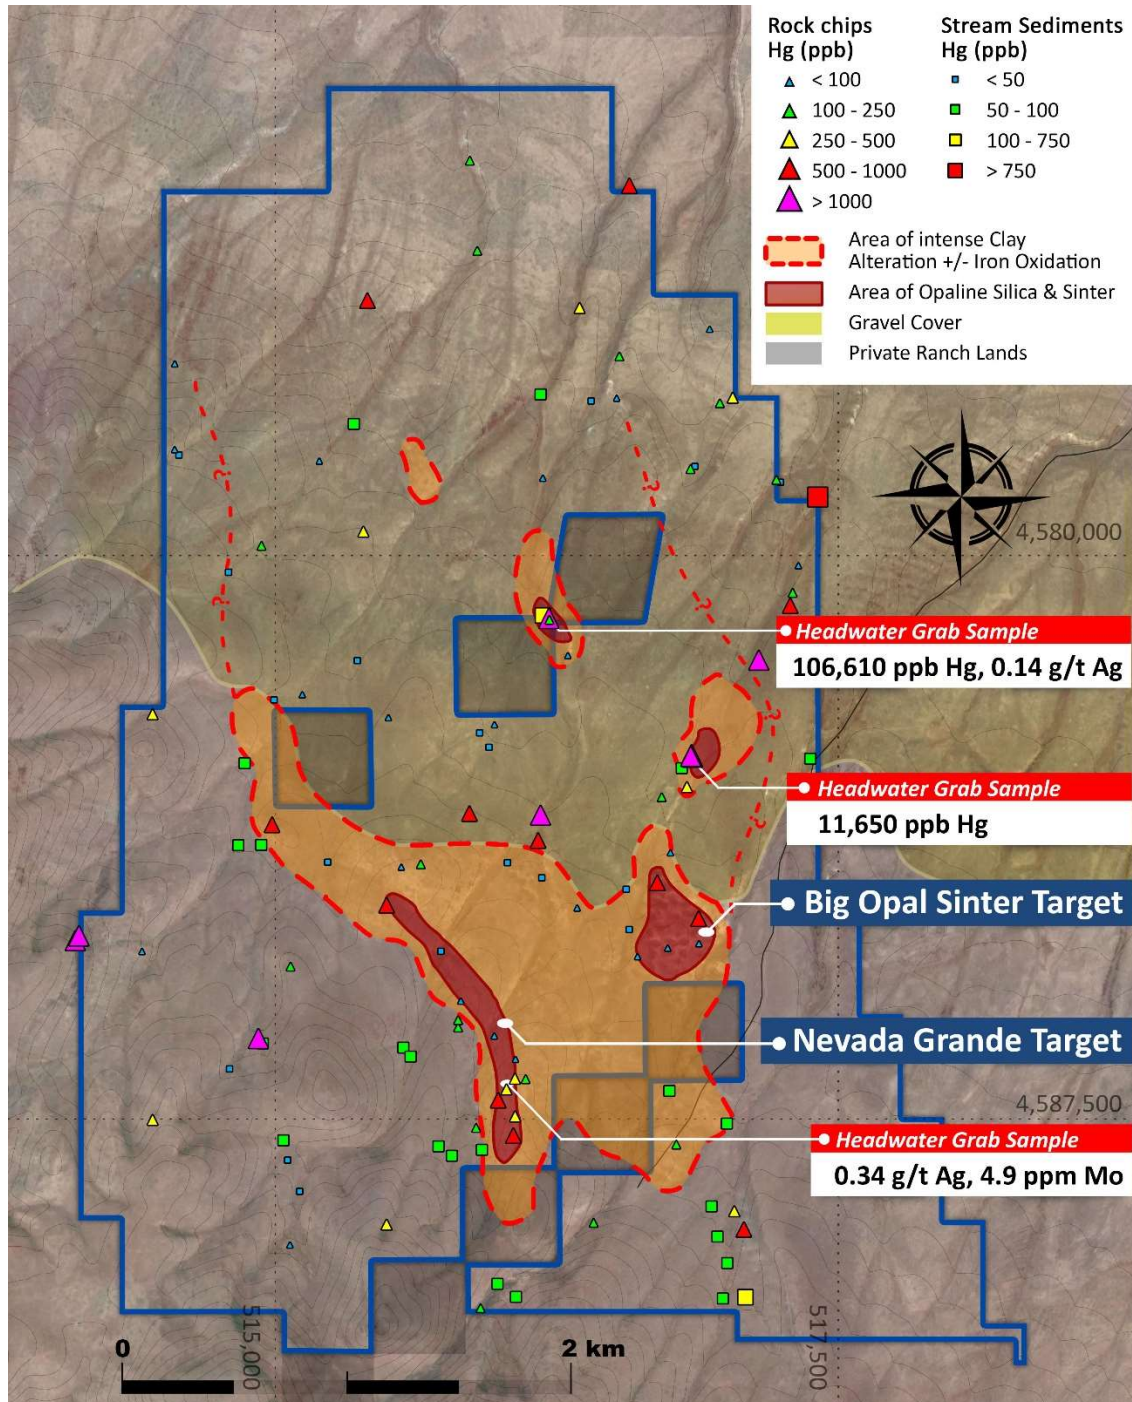 Rock chips
Hg (ppb)
< 100
100 - 250
250 - 500
500 - 1000
> 1000
Stream Sediments
Hg (ppb)
< 50
50 - 100
100 - 750
> 750
Area of intense Clay
Alteration +/- Iron Oxidation)
Area of Opaline Silica & Sinter
Gravel Cover
Private Ranch Lands
?
?
?
?
?
4,580,000
Headwater Grab Sample
106,610 ppb Hg, 0.14 g/t Ag
Headwater Grab Sample
11,650 ppb Hg
Big Opal Sinter Target
Nevada Grande Target
4,587,500
Headwater Grab Sample
0.34 g/t Ag, 4.9 ppm Mo
515,000
517,500
0
2 km